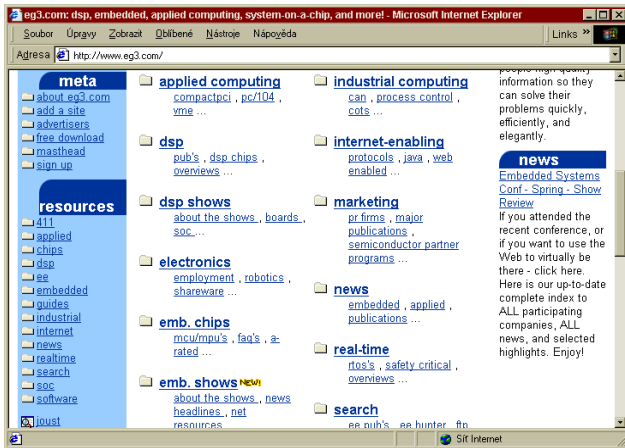 eg3.com: dsp, embedded, applied computing, system-on-a-chip, and more! - Microsoft Internet Explorer
Soubor Úpravy Zobrazit Oblíbené Nástroje Nápověda
Links »
Adresa http://www.eg3.com/
meta
about eg3.com
add a site
advertisers
free download
masthead
sign up
resources
411
applied
chips
dsp
ee
embedded
guides
industrial
internet
news
realtime
search
soc
software
joust
applied computing
compactpci , pc/104 ,
vme ...
dsp
pub's , dsp chips ,
overviews ...
dsp shows
about the shows , boards ,
soc ...
electronics
employment , robotics ,
shareware ...
emb. chips
mcu/mpu's , faq's , a-
rated ...
emb. shows NEW!
about the shows , news
headlines , net
resources
industrial computing
can , process control ,
cots ...
internet-enabling
protocols , java , web
enabled ...
marketing
pr firms , major
publications ,
semiconductor partner
programs ...
news
embedded , applied ,
publications ...
real-time
rtos's , safety critical ,
overviews ...
search
ee pub's , ee hunter , ftp
people high quality
information so they
can solve their
problems quickly,
efficiently, and
elegantly.
news
Embedded Systems
Conf - Spring - Show
Review
If you attended the
recent conference, or
if you want to use the
Web to virtually be
there - click here.
Here is our up-to-date
complete index to
ALL participating
companies, ALL
news, and selected
highlights. Enjoy!
Síť Internet